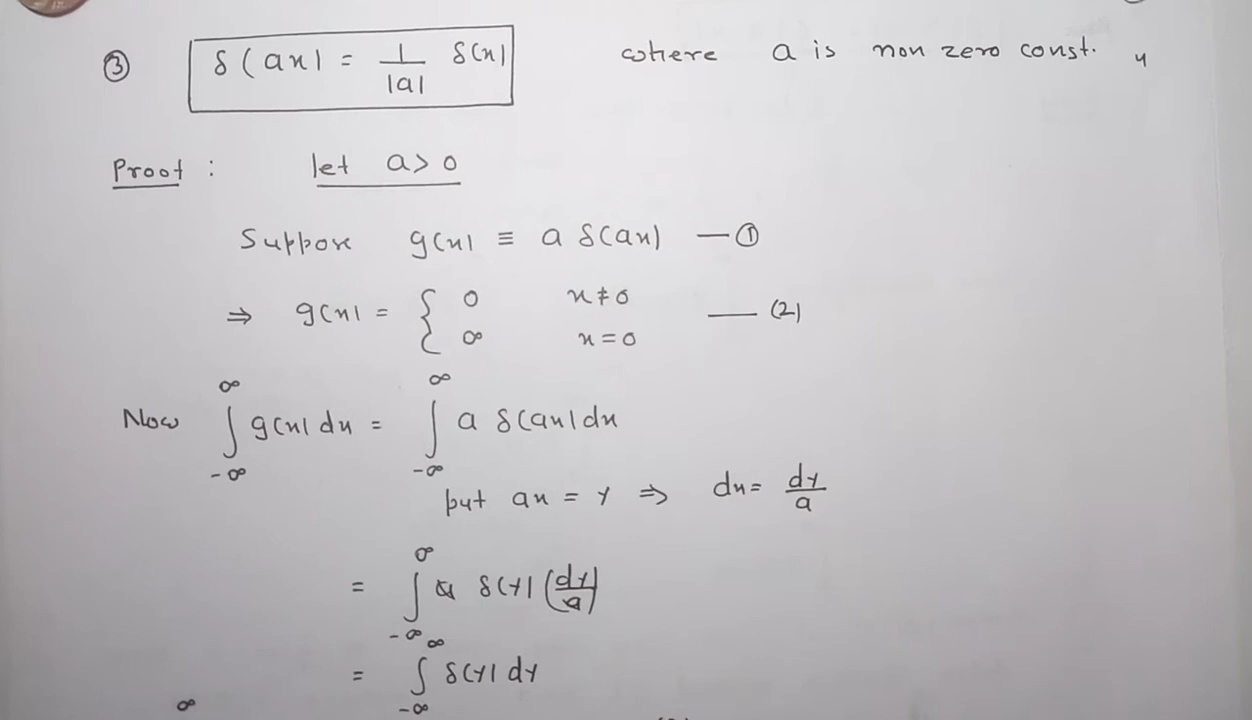 ③ δ(ax) = 1/|a| δ(x) where a is non zero const.
Proof : let a> 0
Suppose g(x) ≡ a δ(ax) —①
⇒ g(x) = { 0 x ≠ 0 — (2)
∞ x = 0
Now ∫_{-∞}^{∞} g(x) dx = ∫_{-∞}^{∞} a δ(ax) dx
put ax = y ⇒ dx = dy/a
= ∫_{-∞}^{∞} a δ(y) (dy/a)
= ∫_{-∞}^{∞} δ(y) dy
∞